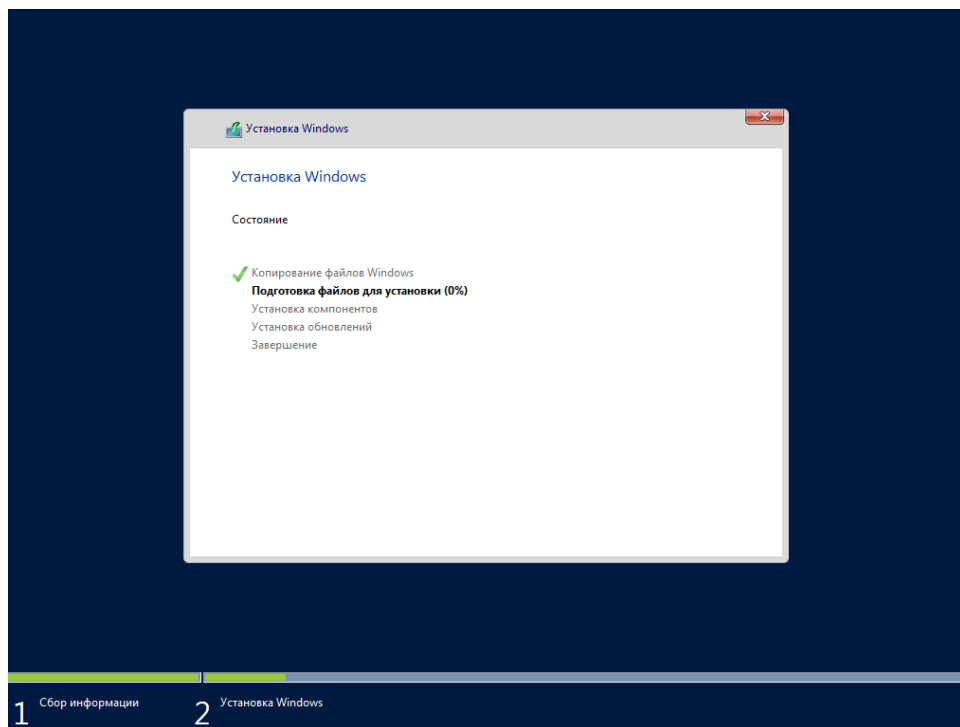 Установка Windows
Установка Windows
Состояние
Копирование файлов Windows
Подготовка файлов для установки (0%)
Установка компонентов
Установка обновлений
Завершение
1 Сбор информации
2 Установка Windows